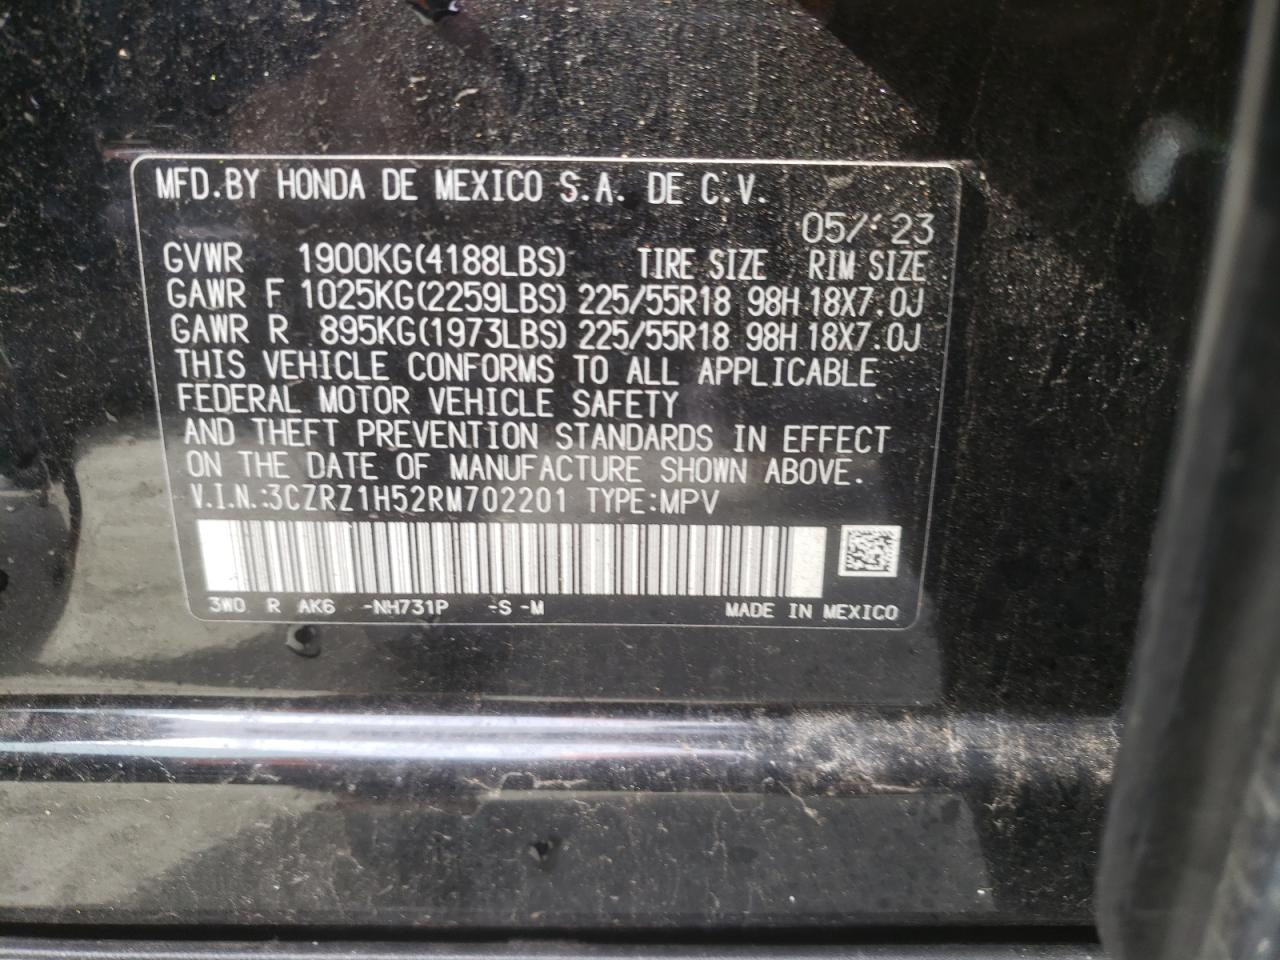 MFD.BY HONDA DE MEXICO S.A. DE C.V.
05/'23
GVWR 1900KG(4188LBS) TIRE SIZE RIM SIZE
GAWR F 1025KG(2259LBS) 225/55R18 98H 18X7.0J
GAWR R 895KG(1973LBS) 225/55R18 98H 18X7.0J
THIS VEHICLE CONFORMS TO ALL APPLICABLE
FEDERAL MOTOR VEHICLE SAFETY
AND THEFT PREVENTION STANDARDS IN EFFECT
ON THE DATE OF MANUFACTURE SHOWN ABOVE.
V.I.N.:3CZRZ1H52RM702201 TYPE:MPV
3W0 R AK6 -NH731P -S -M MADE IN MEXICO